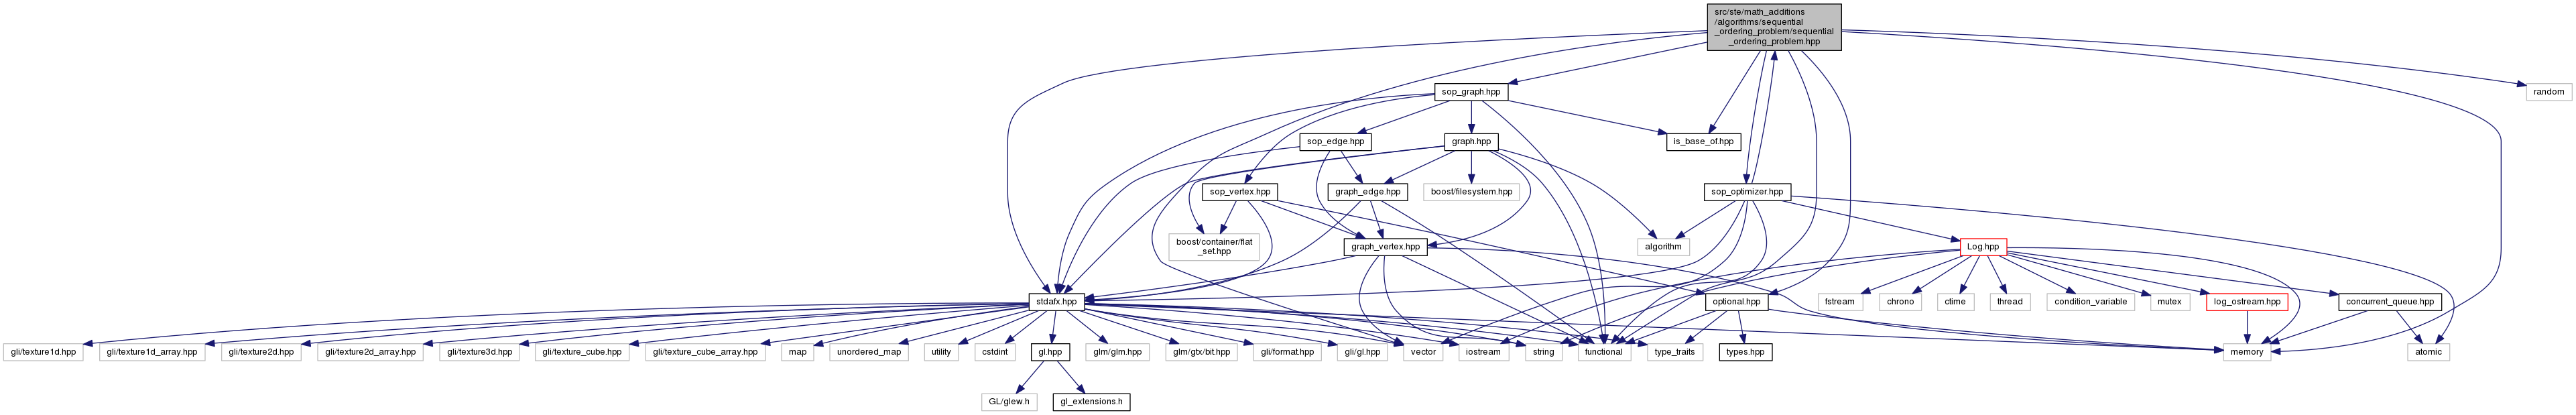 src/ste/math_additions
/algorithms/sequential
_ordering_problem/sequential
_ordering_problem.hpp
sop_graph.hpp
random
sop_edge.hpp
graph.hpp
is_base_of.hpp
sop_vertex.hpp
graph_edge.hpp
boost/filesystem.hpp
sop_optimizer.hpp
boost/container/flat
_set.hpp
graph_vertex.hpp
algorithm
Log.hpp
stdafx.hpp
optional.hpp
fstream
chrono
ctime
thread
condition_variable
mutex
log_ostream.hpp
concurrent_queue.hpp
gli/texture1d.hpp
gli/texture1d_array.hpp
gli/texture2d.hpp
gli/texture2d_array.hpp
gli/texture3d.hpp
gli/texture_cube.hpp
gli/texture_cube_array.hpp
map
unordered_map
utility
cstdint
gl.hpp
glm/glm.hpp
glm/gtx/bit.hpp
gli/format.hpp
gli/gl.hpp
vector
iostream
string
functional
type_traits
types.hpp
memory
atomic
GL/glew.h
gl_extensions.h